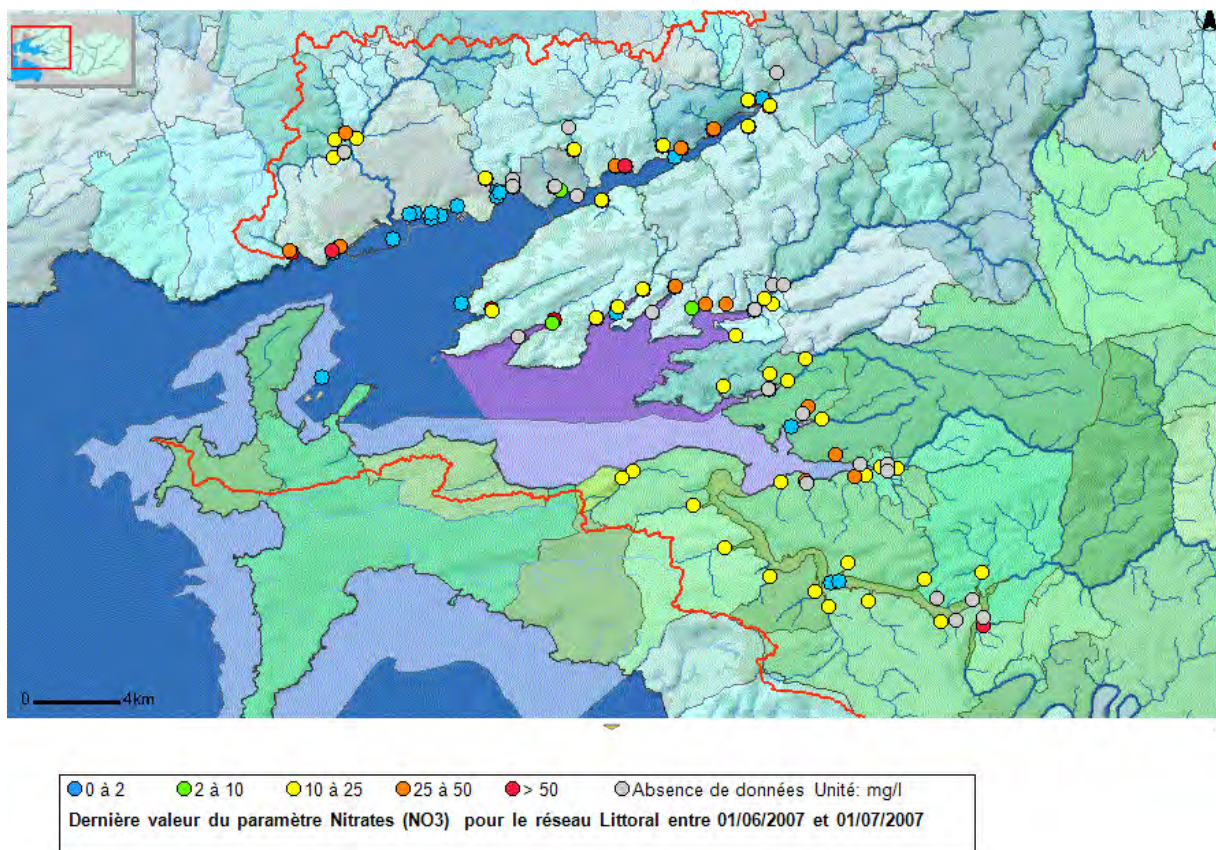 0 4km
0 à 2 2 à 10 10 à 25 25 à 50 > 50 Absence de données Unité: mg/l
Dernière valeur du paramètre Nitrates (NO3) pour le réseau Littoral entre 01/06/2007 et 01/07/2007